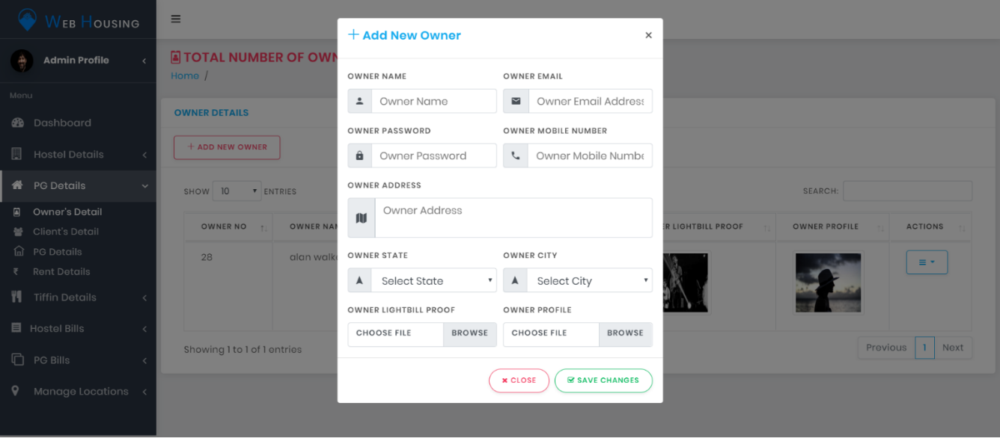 WEB HOUSING
Admin Profile
Menu
Dashboard
Hostel Details
PG Details
Owner's Detail
Client's Detail
PG Details
Rent Details
Tiffin Details
Hostel Bills
PG Bills
Manage Locations
TOTAL NUMBER OF OWN
Home /
OWNER DETAILS
+ ADD NEW OWNER
SHOW 10 ENTRIES
SEARCH:
OWNER NO OWNER NAM ER LIGHTBILL PROOF OWNER PROFILE ACTIONS
28 alan walke
Showing 1 to 1 of 1 entries
Previous 1 Next
+ Add New Owner ×
OWNER NAME OWNER EMAIL
Owner Name Owner Email Address
OWNER PASSWORD OWNER MOBILE NUMBER
Owner Password Owner Mobile Numbe
OWNER ADDRESS
Owner Address
OWNER STATE OWNER CITY
Select State Select City
OWNER LIGHTBILL PROOF OWNER PROFILE
CHOOSE FILE BROWSE CHOOSE FILE BROWSE
CLOSE SAVE CHANGES